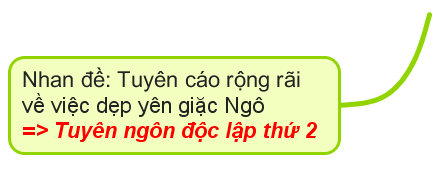 Nhan đề: Tuyên cáo rộng rãi
về việc dẹp yên giặc Ngô
=> Tuyên ngôn độc lập thứ 2